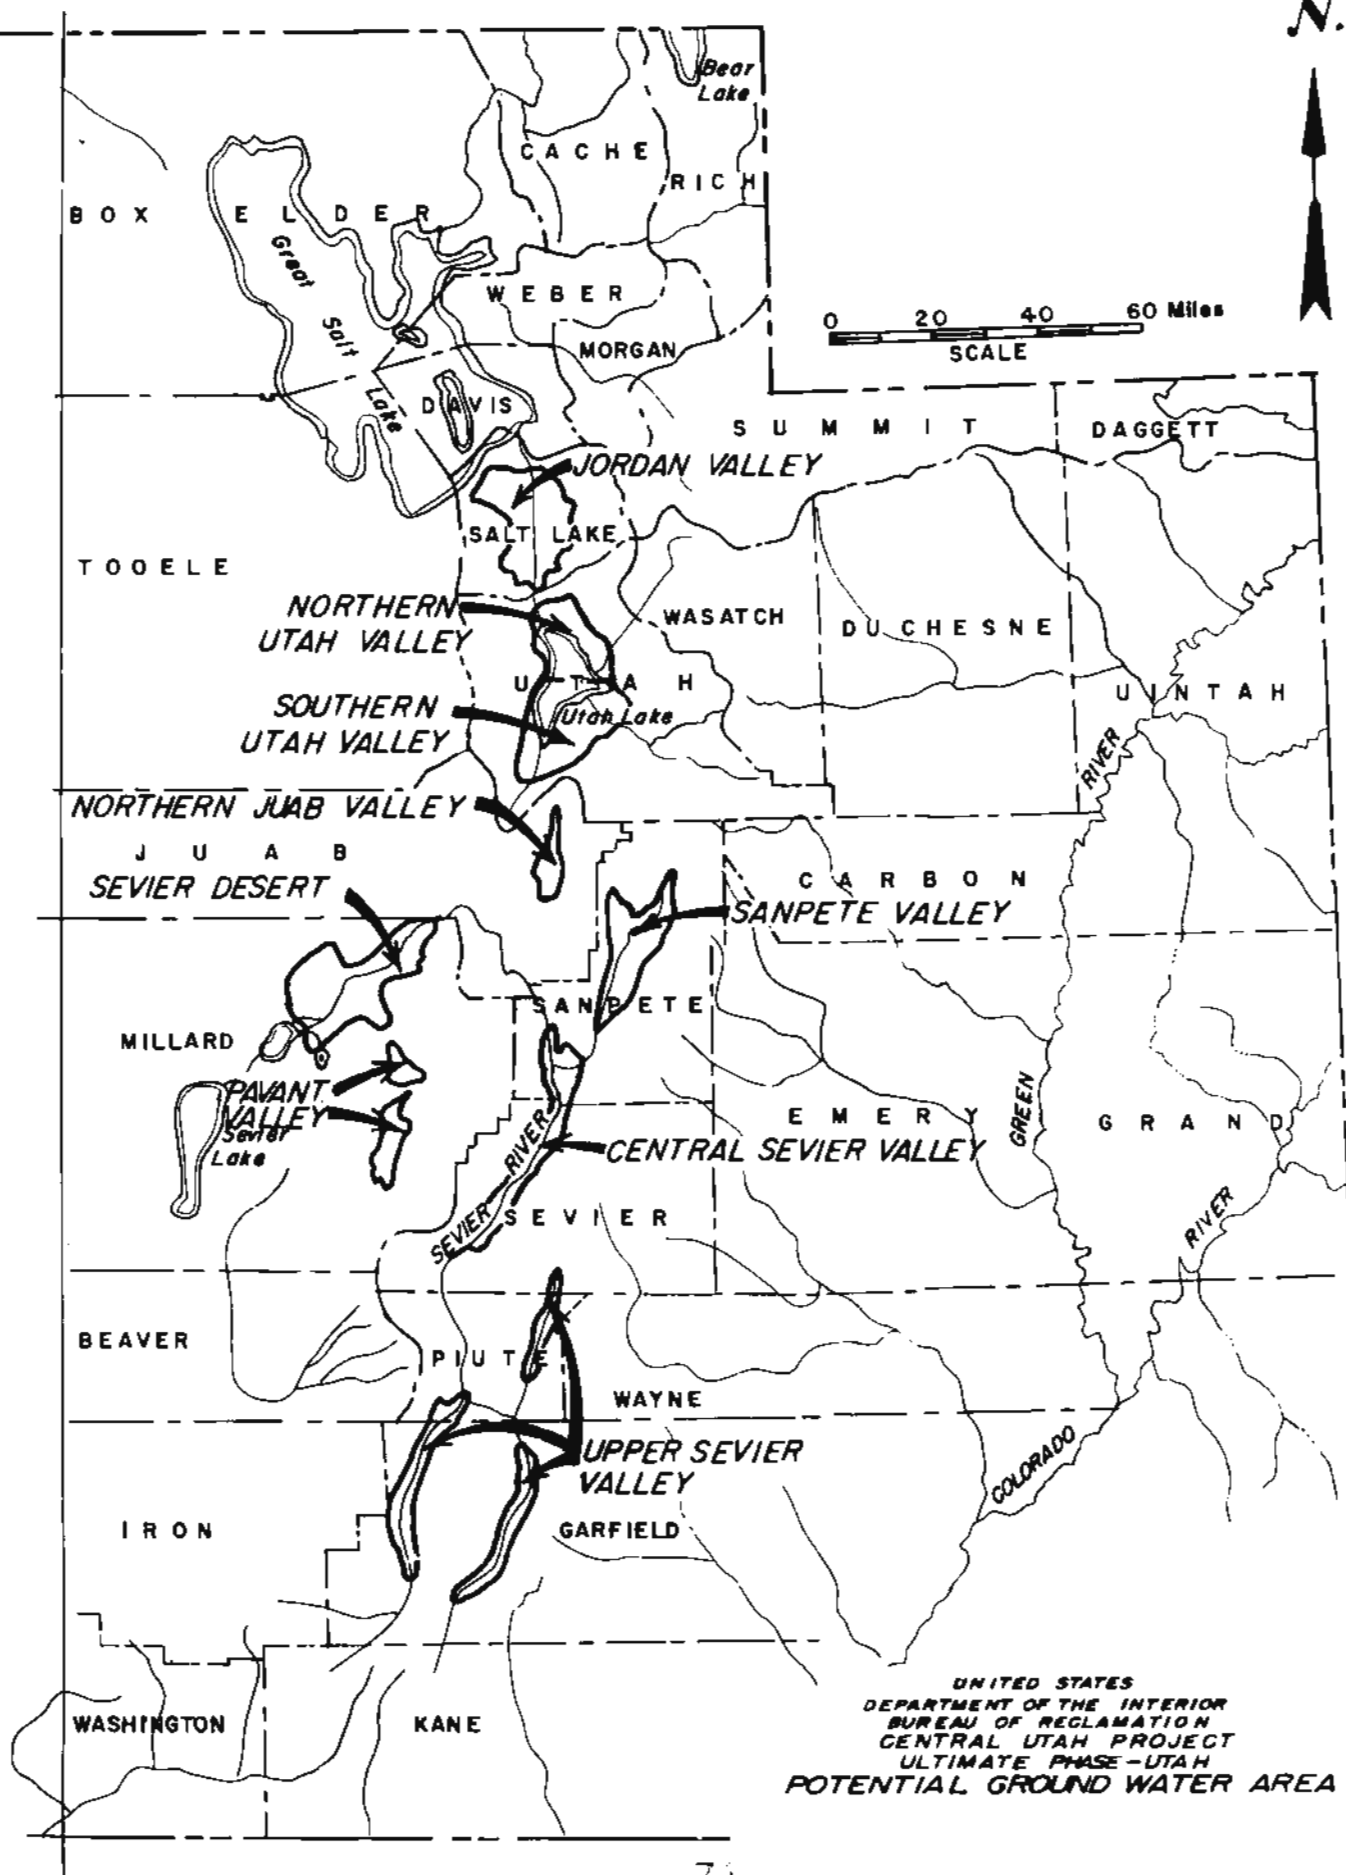 N.
Bear
Lake
CACHE
RICH
BOX ELDER
Great
Salt
Lake
WEBER
0 20 40 60 Miles
SCALE
MORGAN
DAVIS
SUMMIT
DAGGETT
JORDAN VALLEY
SALT LAKE
TOOELE
NORTHERN
UTAH VALLEY
WASATCH
DUCHESNE
UTAH
UINTAH
SOUTHERN
UTAH VALLEY
Utah Lake
RIVER
NORTHERN JUAB VALLEY
JUAB
CARBON
SEVIER DESERT
SANPETE VALLEY
SANPETE
MILLARD
PAVANT
VALLEY
Sevier
Lake
EMERY
GREEN
GRAND
CENTRAL SEVIER VALLEY
SEVIER RIVER
SEVIER
RIVER
BEAVER
PIUTE
WAYNE
UPPER SEVIER
VALLEY
COLORADO
IRON
GARFIELD
WASHINGTON
KANE
UNITED STATES
DEPARTMENT OF THE INTERIOR
BUREAU OF RECLAMATION
CENTRAL UTAH PROJECT
ULTIMATE PHASE-UTAH
POTENTIAL GROUND WATER AREA